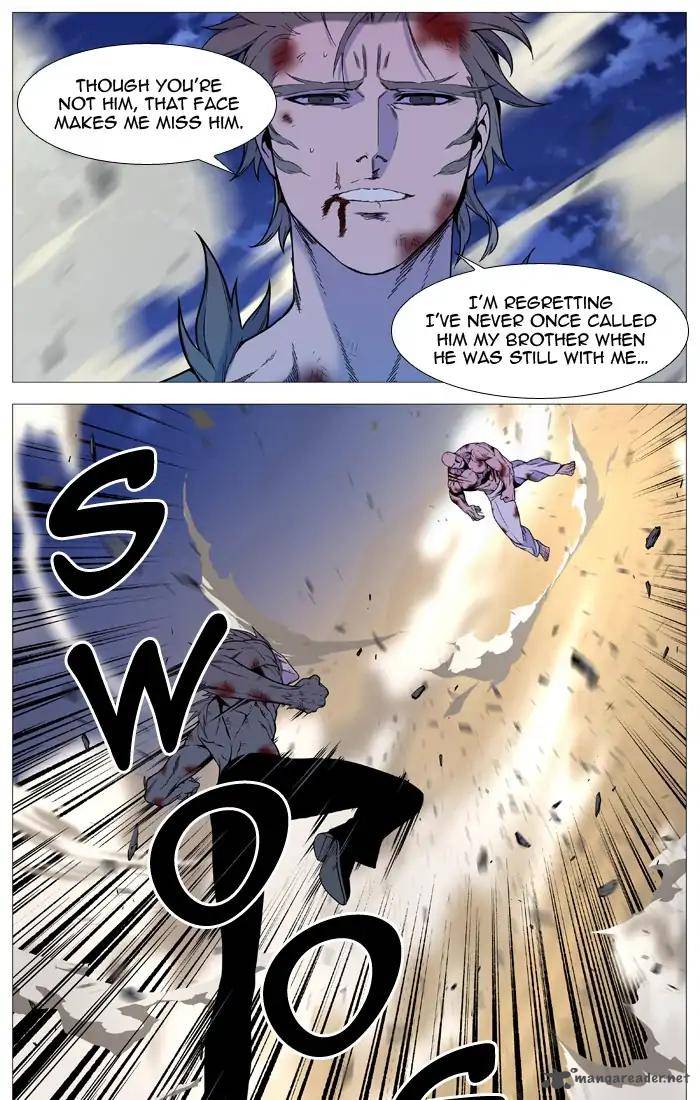 THOUGH YOU'RE
NOT HIM, THAT FACE
MAKES ME MISS HIM.
I'M REGRETTING
I'VE NEVER ONCE CALLED
HIM MY BROTHER WHEN
HE WAS STILL WITH ME...
S
W
O
O
mangareader.net